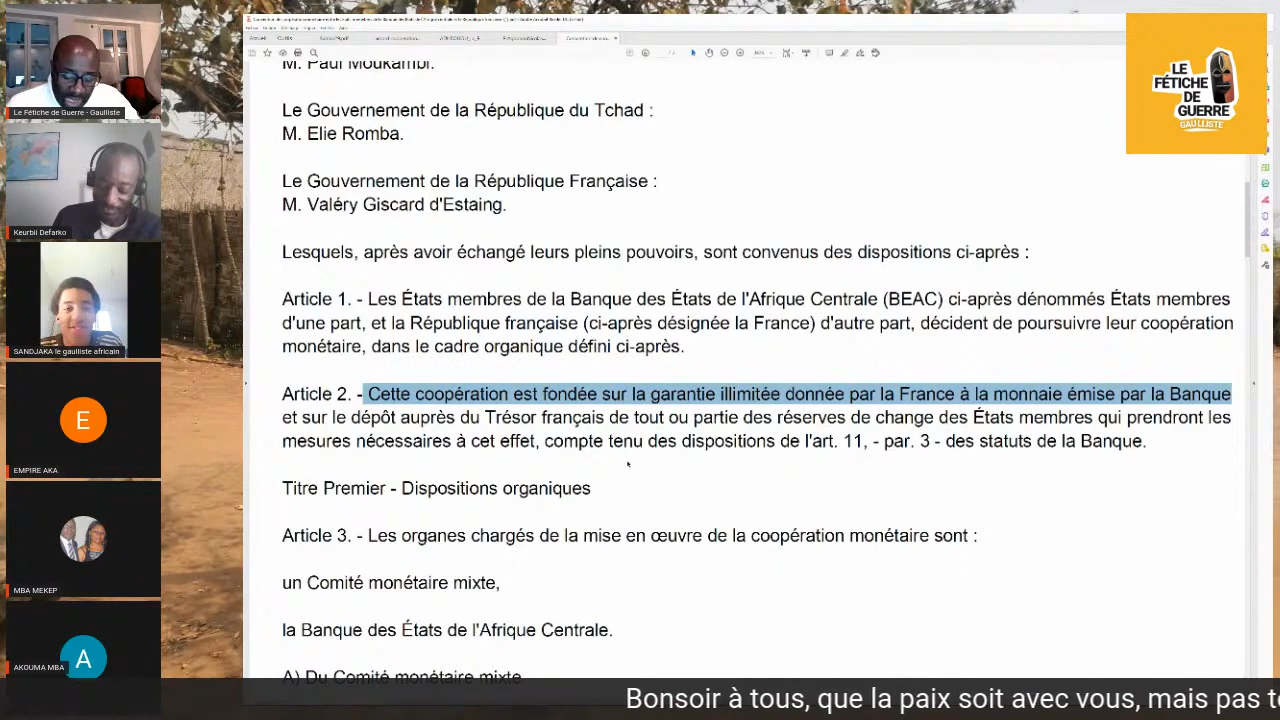 Le Fétiche de Guerre - Gaulliste
Keurbii Defarko
SANDJAKA le gaulliste africain
E
EMPIRE AKA
MBA MEKEP
A
AKOUMA MBA
Accueil Outils
M. Paul Moukambi.
Le Gouvernement de la République du Tchad :
M. Elie Romba.
Le Gouvernement de la République Française :
M. Valéry Giscard d'Estaing.
Lesquels, après avoir échangé leurs pleins pouvoirs, sont convenus des dispositions ci-après :
Article 1. - Les États membres de la Banque des États de l'Afrique Centrale (BEAC) ci-après dénommés États membres
d'une part, et la République française (ci-après désignée la France) d'autre part, décident de poursuivre leur coopération
monétaire, dans le cadre organique défini ci-après.
Article 2. - Cette coopération est fondée sur la garantie illimitée donnée par la France à la monnaie émise par la Banque
et sur le dépôt auprès du Trésor français de tout ou partie des réserves de change des États membres qui prendront les
mesures nécessaires à cet effet, compte tenu des dispositions de l'art. 11, - par. 3 - des statuts de la Banque.
Titre Premier - Dispositions organiques
Article 3. - Les organes chargés de la mise en œuvre de la coopération monétaire sont :
un Comité monétaire mixte,
la Banque des États de l'Afrique Centrale.
A) Du Comité monétaire mixte
LE
FÉTICHE
DE
GUERRE
GAULLISTE
Bonsoir à tous, que la paix soit avec vous, mais pas t